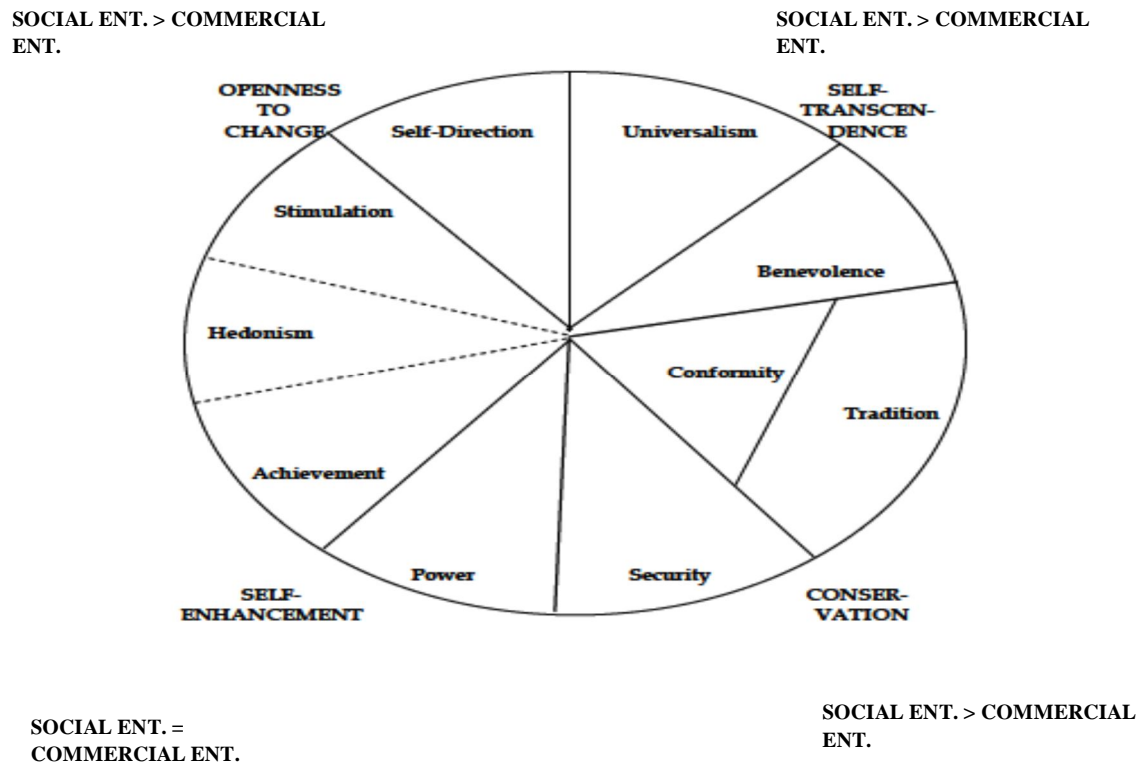 SOCIAL ENT. > COMMERCIAL
ENT.
SOCIAL ENT. > COMMERCIAL
ENT.
OPENNESS
TO
CHANGE
SELF-
TRANSCEN-
DENCE
Self-Direction
Universalism
Stimulation
Benevolence
Hedonism
Conformity
Tradition
Achievement
Power
Security
SELF-
ENHANCEMENT
CONSER-
VATION
SOCIAL ENT. =
COMMERCIAL ENT.
SOCIAL ENT. > COMMERCIAL
ENT.